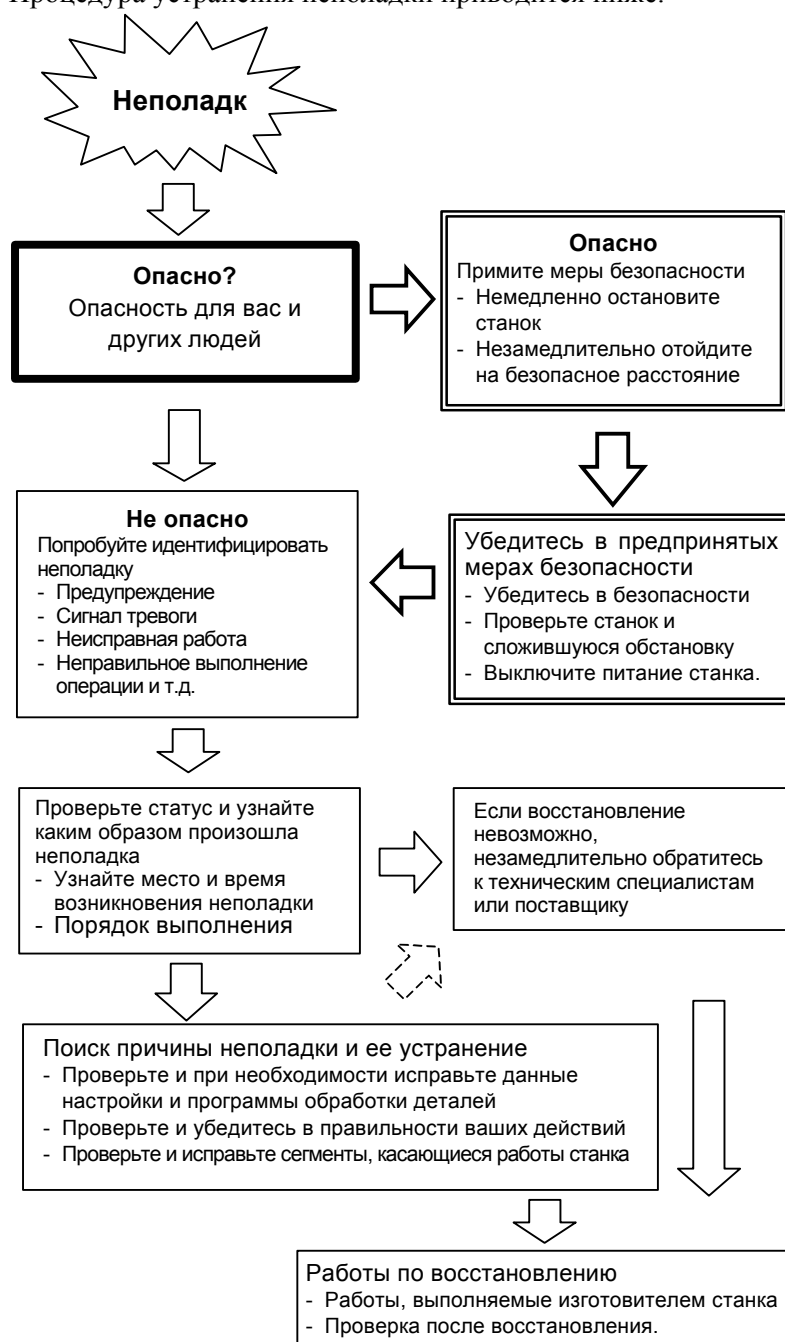 Процедура устранения неполадки приводится ниже.
Неполадк
Опасно?
Опасность для вас и
других людей
Опасно
Примите меры безопасности
- Немедленно остановите
станок
- Незамедлительно отойдите
на безопасное расстояние
Не опасно
Попробуйте идентифицировать
неполадку
- Предупреждение
- Сигнал тревоги
- Неисправная работа
- Неправильное выполнение
операции и т.д.
Убедитесь в предпринятых
мерах безопасности
- Убедитесь в безопасности
- Проверьте станок и
сложившуюся обстановку
- Выключите питание станка.
Проверьте статус и узнайте
каким образом произошла
неполадка
- Узнайте место и время
возникновения неполадки
- Порядок выполнения
Если восстановление
невозможно,
незамедлительно обратитесь
к техническим специалистам
или поставщику
Поиск причины неполадки и ее устранение
- Проверьте и при необходимости исправьте данные
настройки и программы обработки деталей
- Проверьте и убедитесь в правильности ваших действий
- Проверьте и исправьте сегменты, касающиеся работы станка
Работы по восстановлению
- Работы, выполняемые изготовителем станка
- Проверка после восстановления.